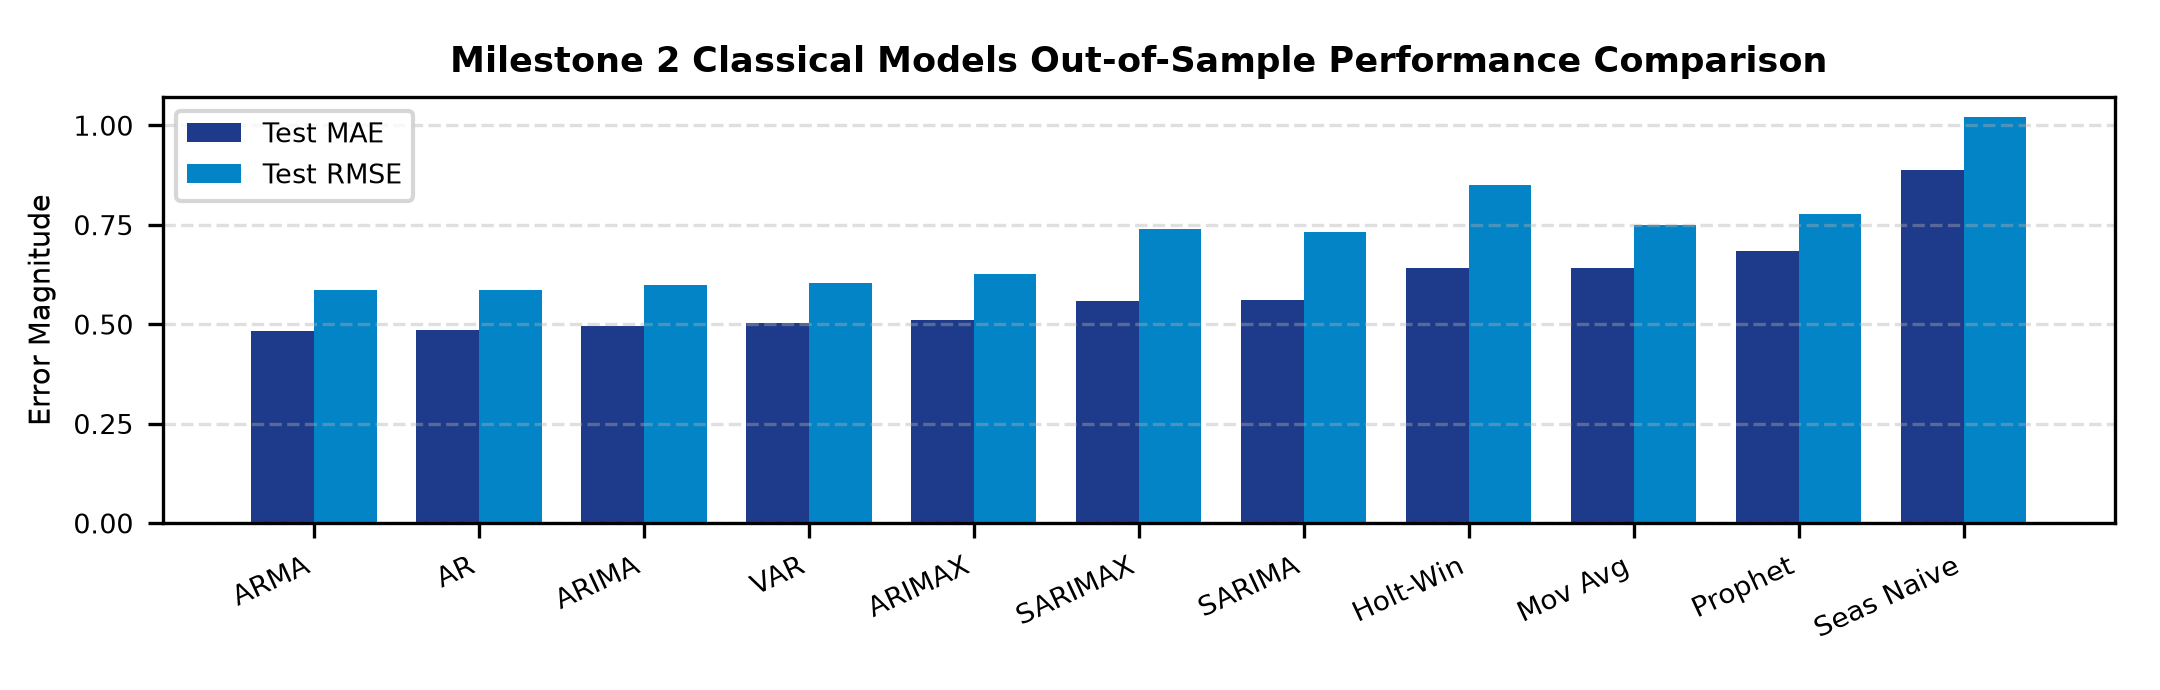 Milestone 2 Classical Models Out-of-Sample Performance Comparison
Test MAE
Test RMSE
Error Magnitude
1.00
0.75
0.50
0.25
0.00
ARMA
AR
ARIMA
VAR
ARIMAX
SARIMAX
SARIMA
Holt-Win
Mov Avg
Prophet
Seas Naive